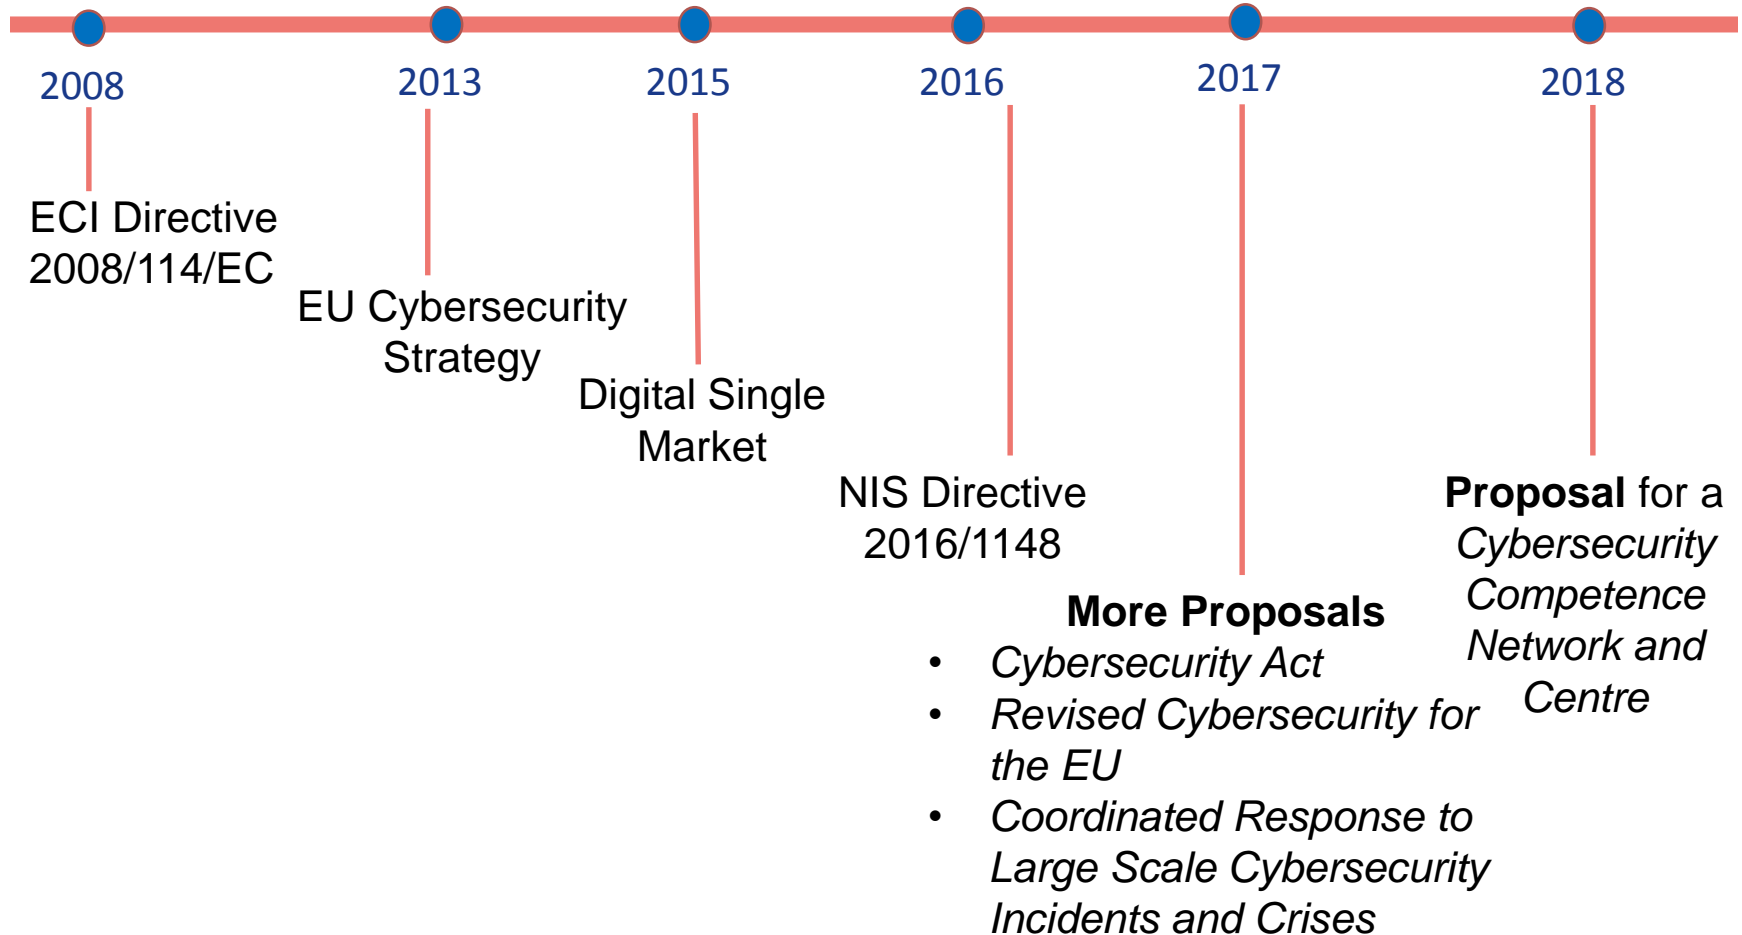 2008
2013
2015
2016
2017
2018
ECI Directive
2008/114/EC
EU Cybersecurity
Strategy
Digital Single
Market
NIS Directive
2016/1148
More Proposals
• Cybersecurity Act
• Revised Cybersecurity for
the EU
• Coordinated Response to
Large Scale Cybersecurity
Incidents and Crises
Proposal for a
Cybersecurity
Competence
Network and
Centre